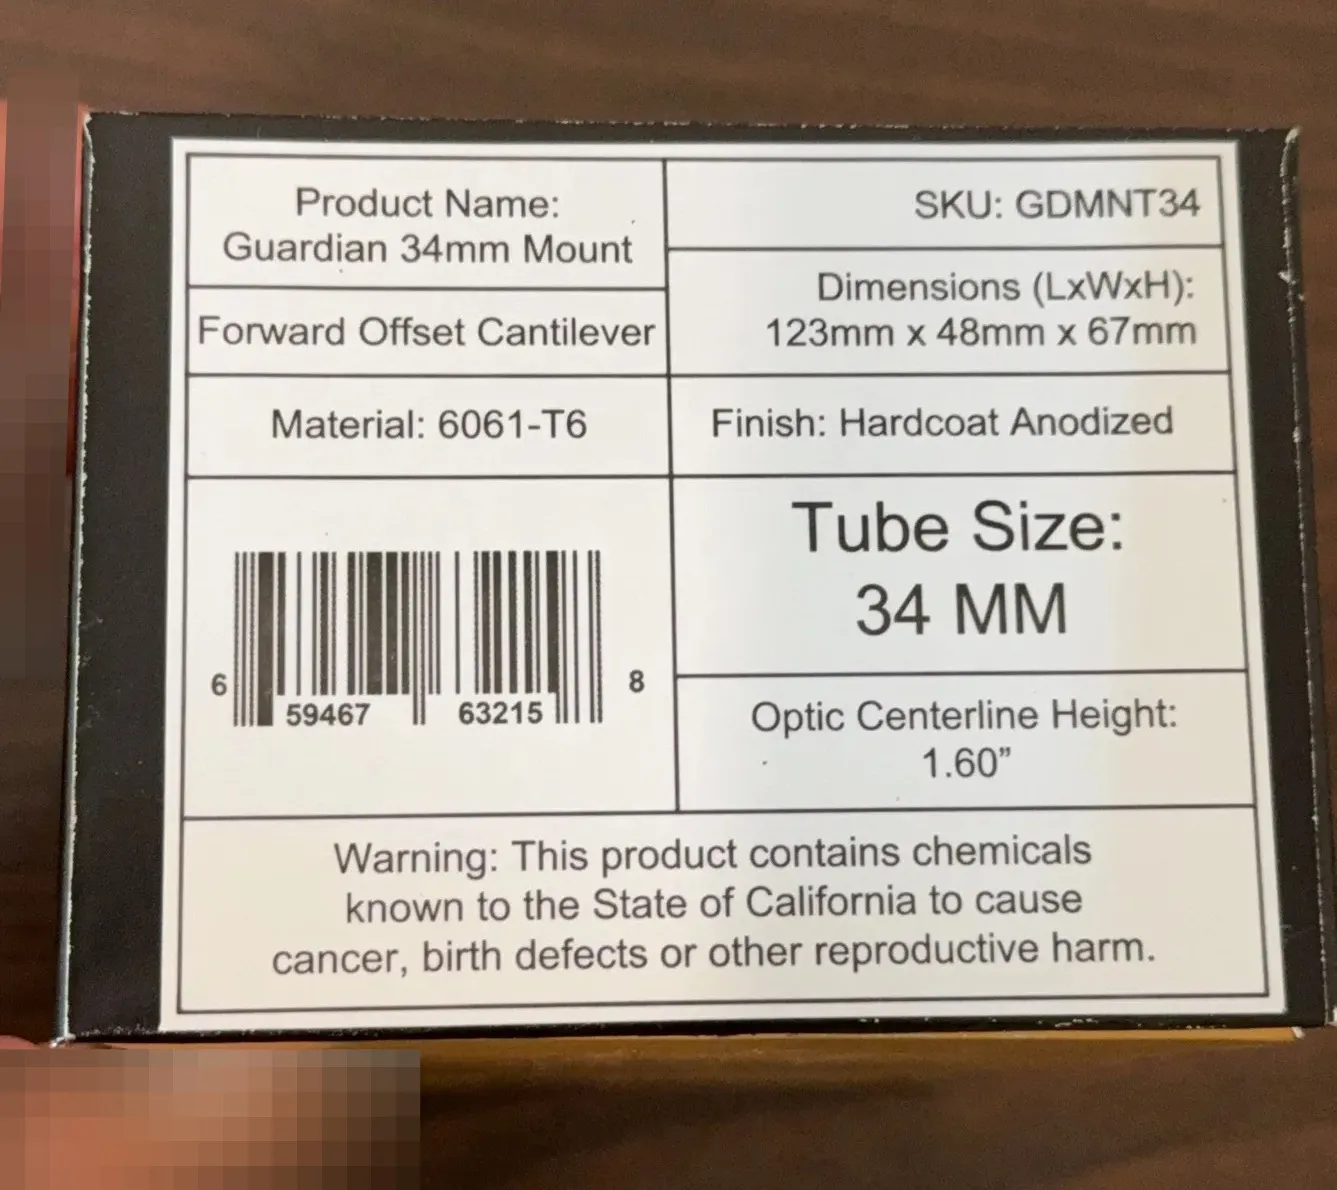 Product Name:
Guardian 34mm Mount
Forward Offset Cantilever
Material: 6061-T6
SKU: GDMNT34
Dimensions (LxWxH):
123mm x 48mm x 67mm
Finish: Hardcoat Anodized
6 59467 63215 8
Tube Size:
34 MM
Optic Centerline Height:
1.60”
Warning: This product contains chemicals
known to the State of California to cause
cancer, birth defects or other reproductive harm.